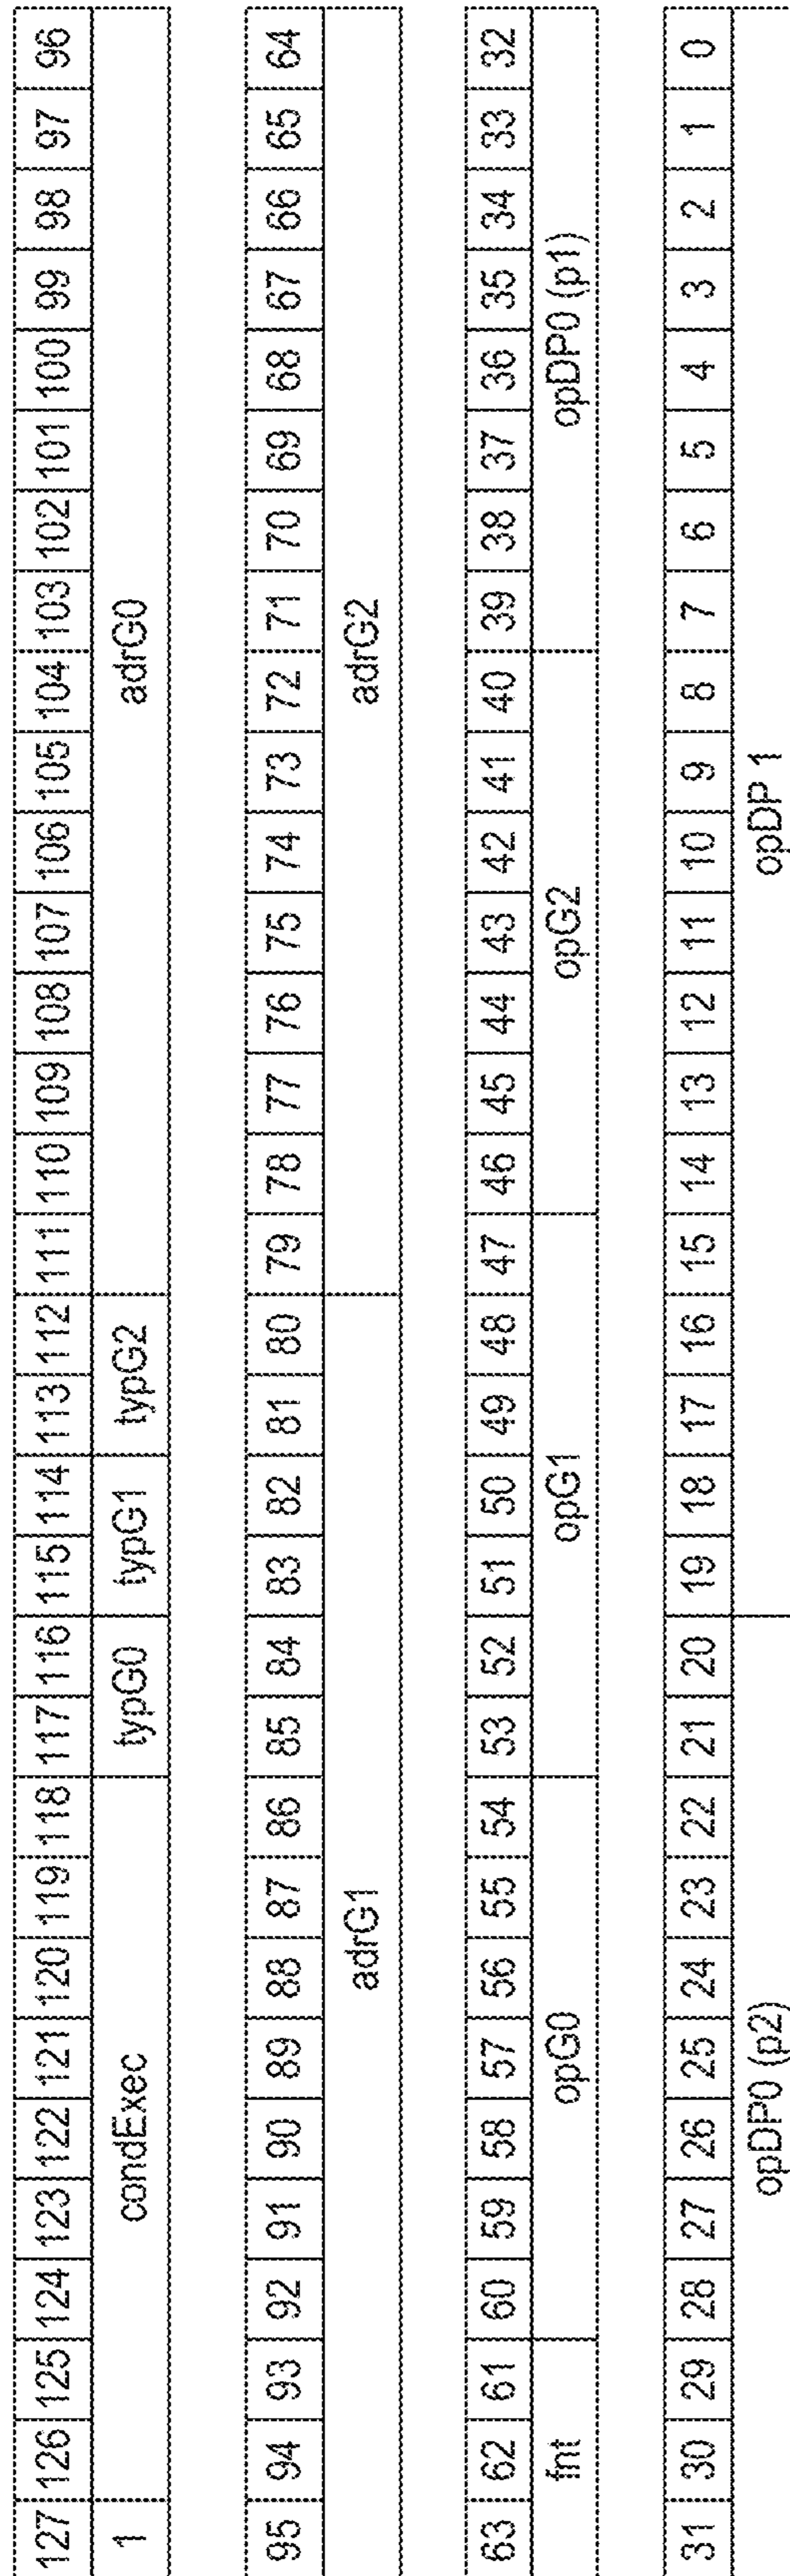 127 126 125 124 123 122 121 120 119 118 117 116 115 114 113 112 111 110 109 108 107 106 105 104 103 102 101 100 99 98 97 96
1 condExec typG0 typG1 typG2 adrG0
95 94 93 92 91 90 89 88 87 86 85 84 83 82 81 80 79 78 77 76 75 74 73 72 71 70 69 68 67 66 65 64
adrG1 adrG2
63 62 61 60 59 58 57 56 55 54 53 52 51 50 49 48 47 46 45 44 43 42 41 40 39 38 37 36 35 34 33 32
fnt opG0 opG1 opG2 opDP0 (p1)
31 30 29 28 27 26 25 24 23 22 21 20 19 18 17 16 15 14 13 12 11 10 9 8 7 6 5 4 3 2 1 0
opDP0 (p2) opDP 1